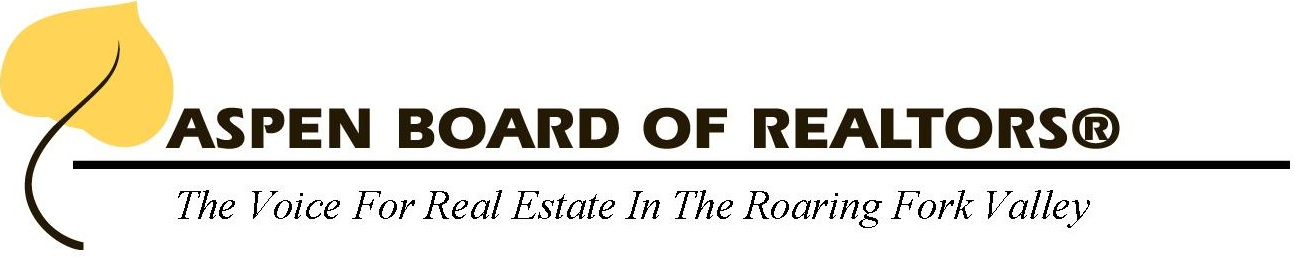 ASPEN BOARD OF REALTORS®
The Voice For Real Estate In The Roaring Fork Valley